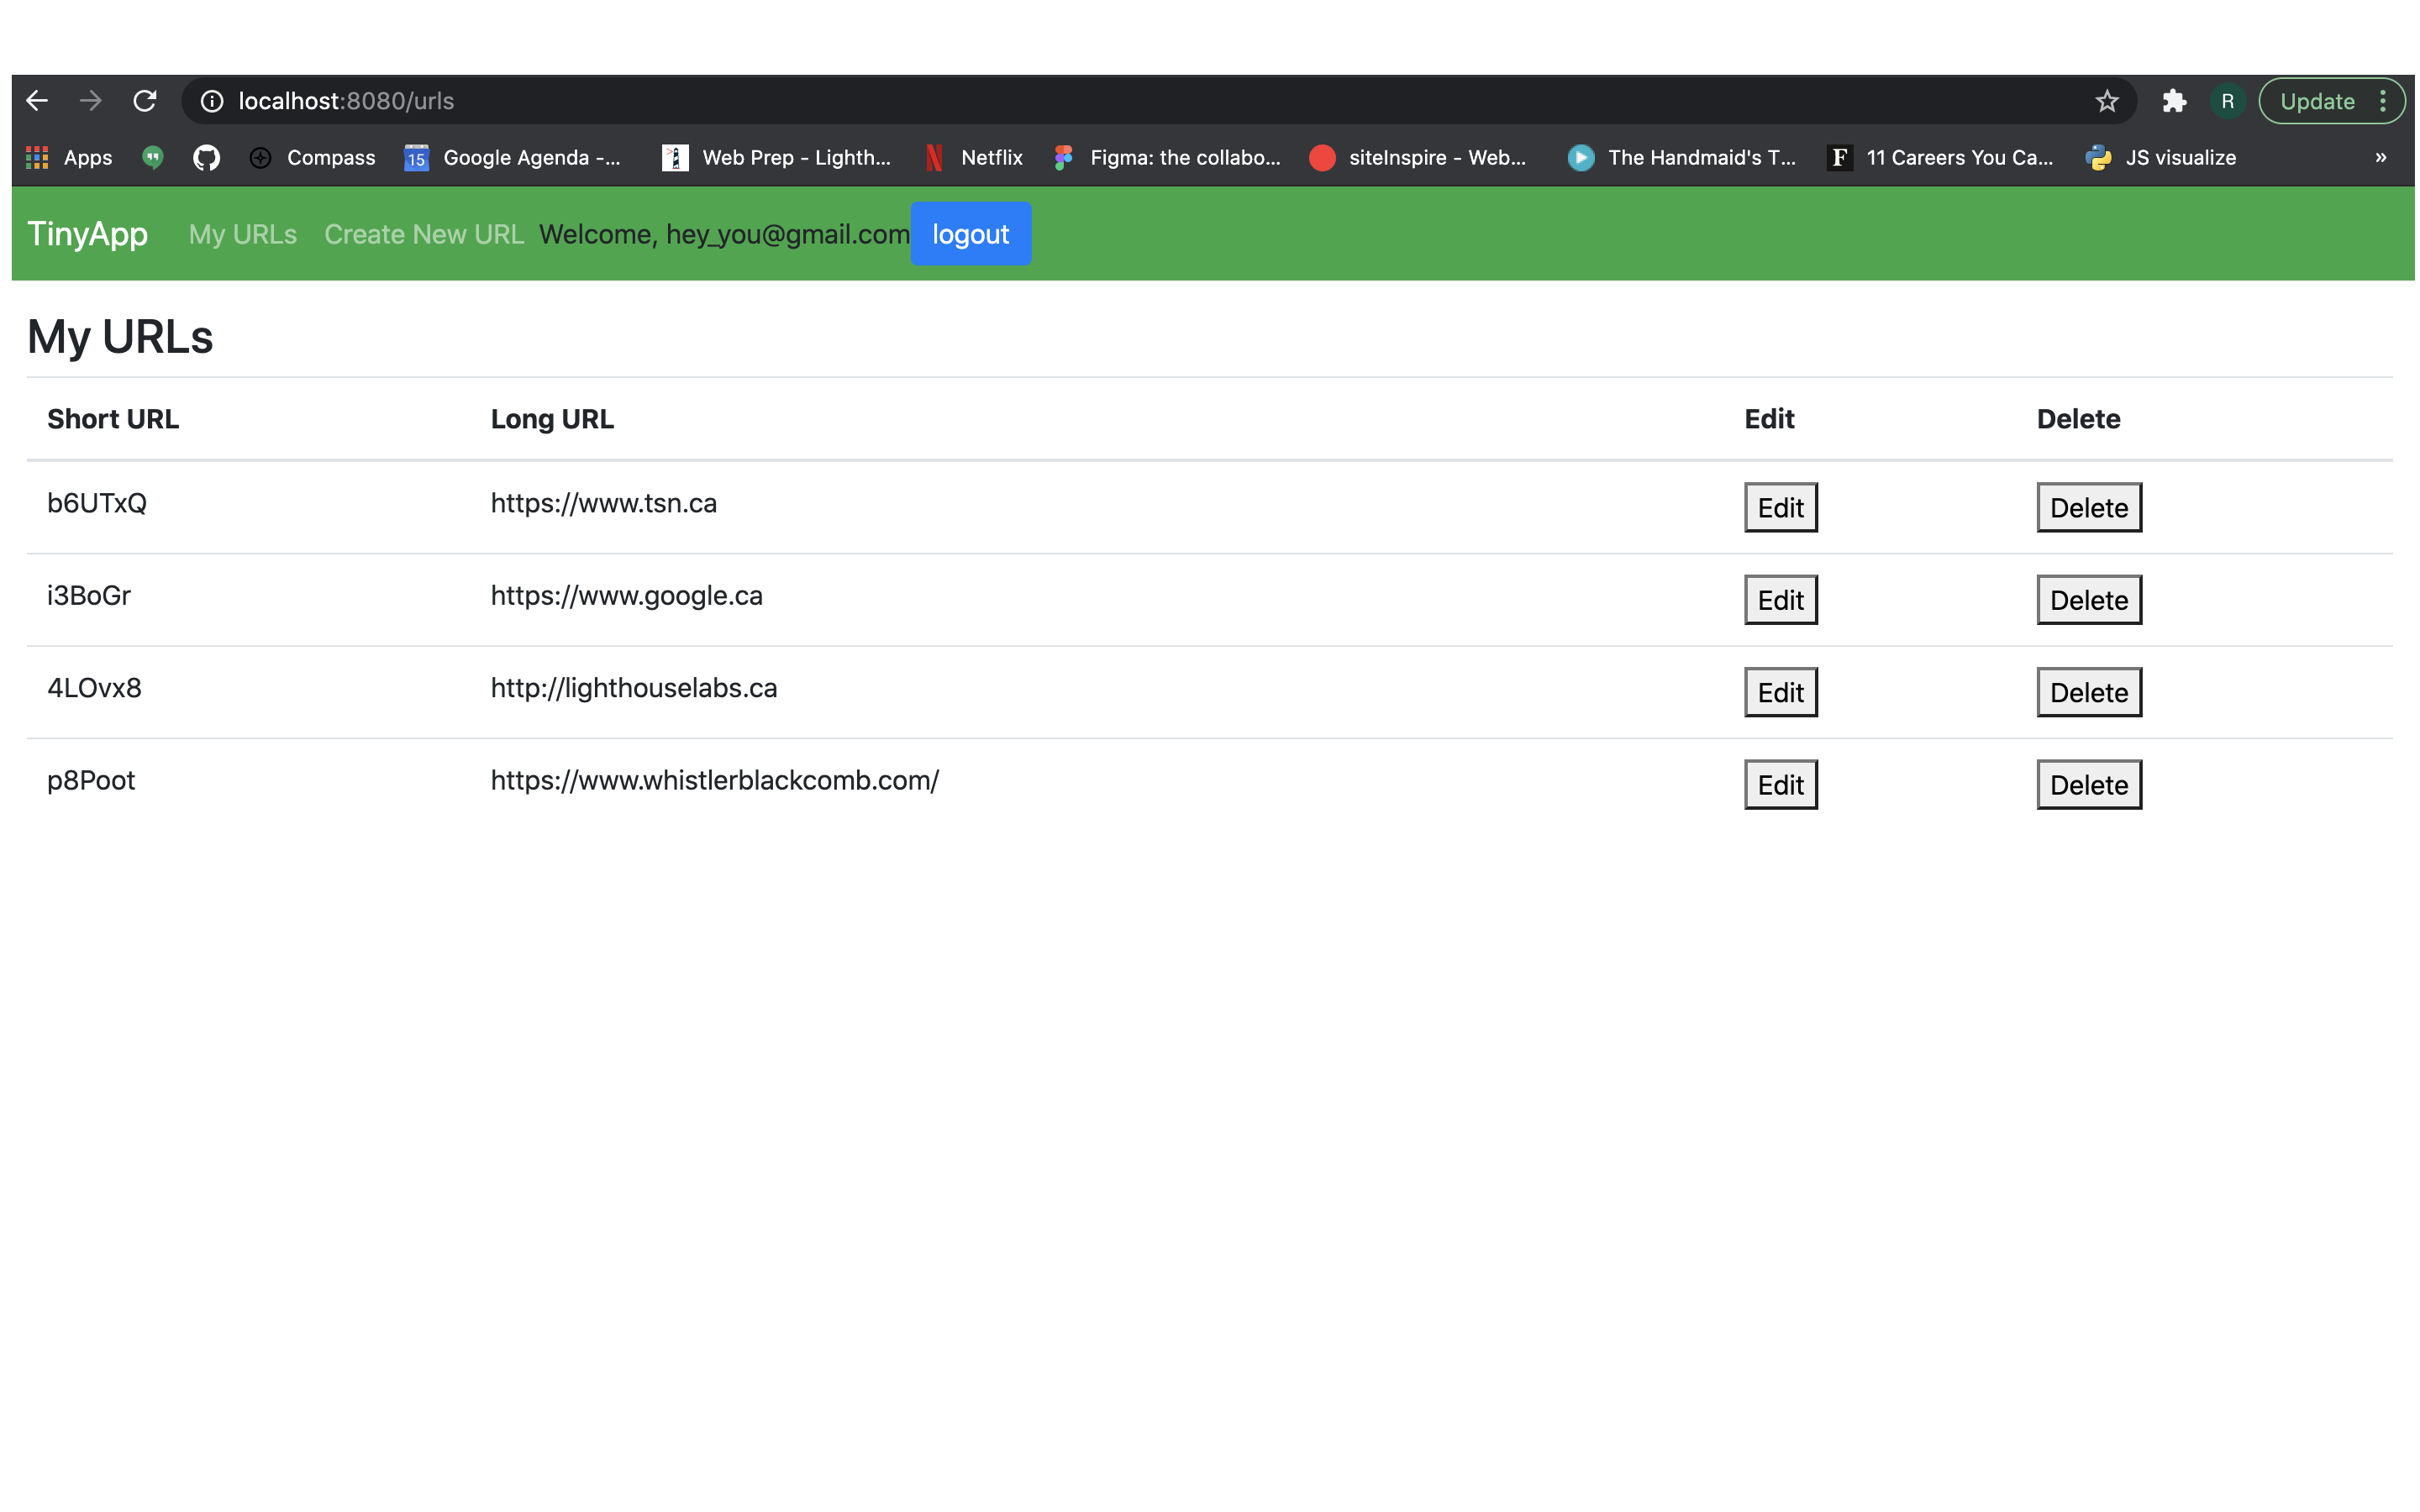 localhost:8080/urls R Update
Apps 15 Compass Google Agenda -... Web Prep - Lighth... Netflix Figma: the collabo... siteInspire - Web... The Handmaid's T... F 11 Careers You Ca... JS visualize »
TinyApp My URLs Create New URL Welcome, hey_you@gmail.com logout
My URLs
Short URL Long URL Edit Delete
b6UTxQ https://www.tsn.ca Edit Delete
i3BoGr https://www.google.ca Edit Delete
4LOvx8 http://lighthouselabs.ca Edit Delete
p8Poot https://www.whistlerblackcomb.com/ Edit Delete